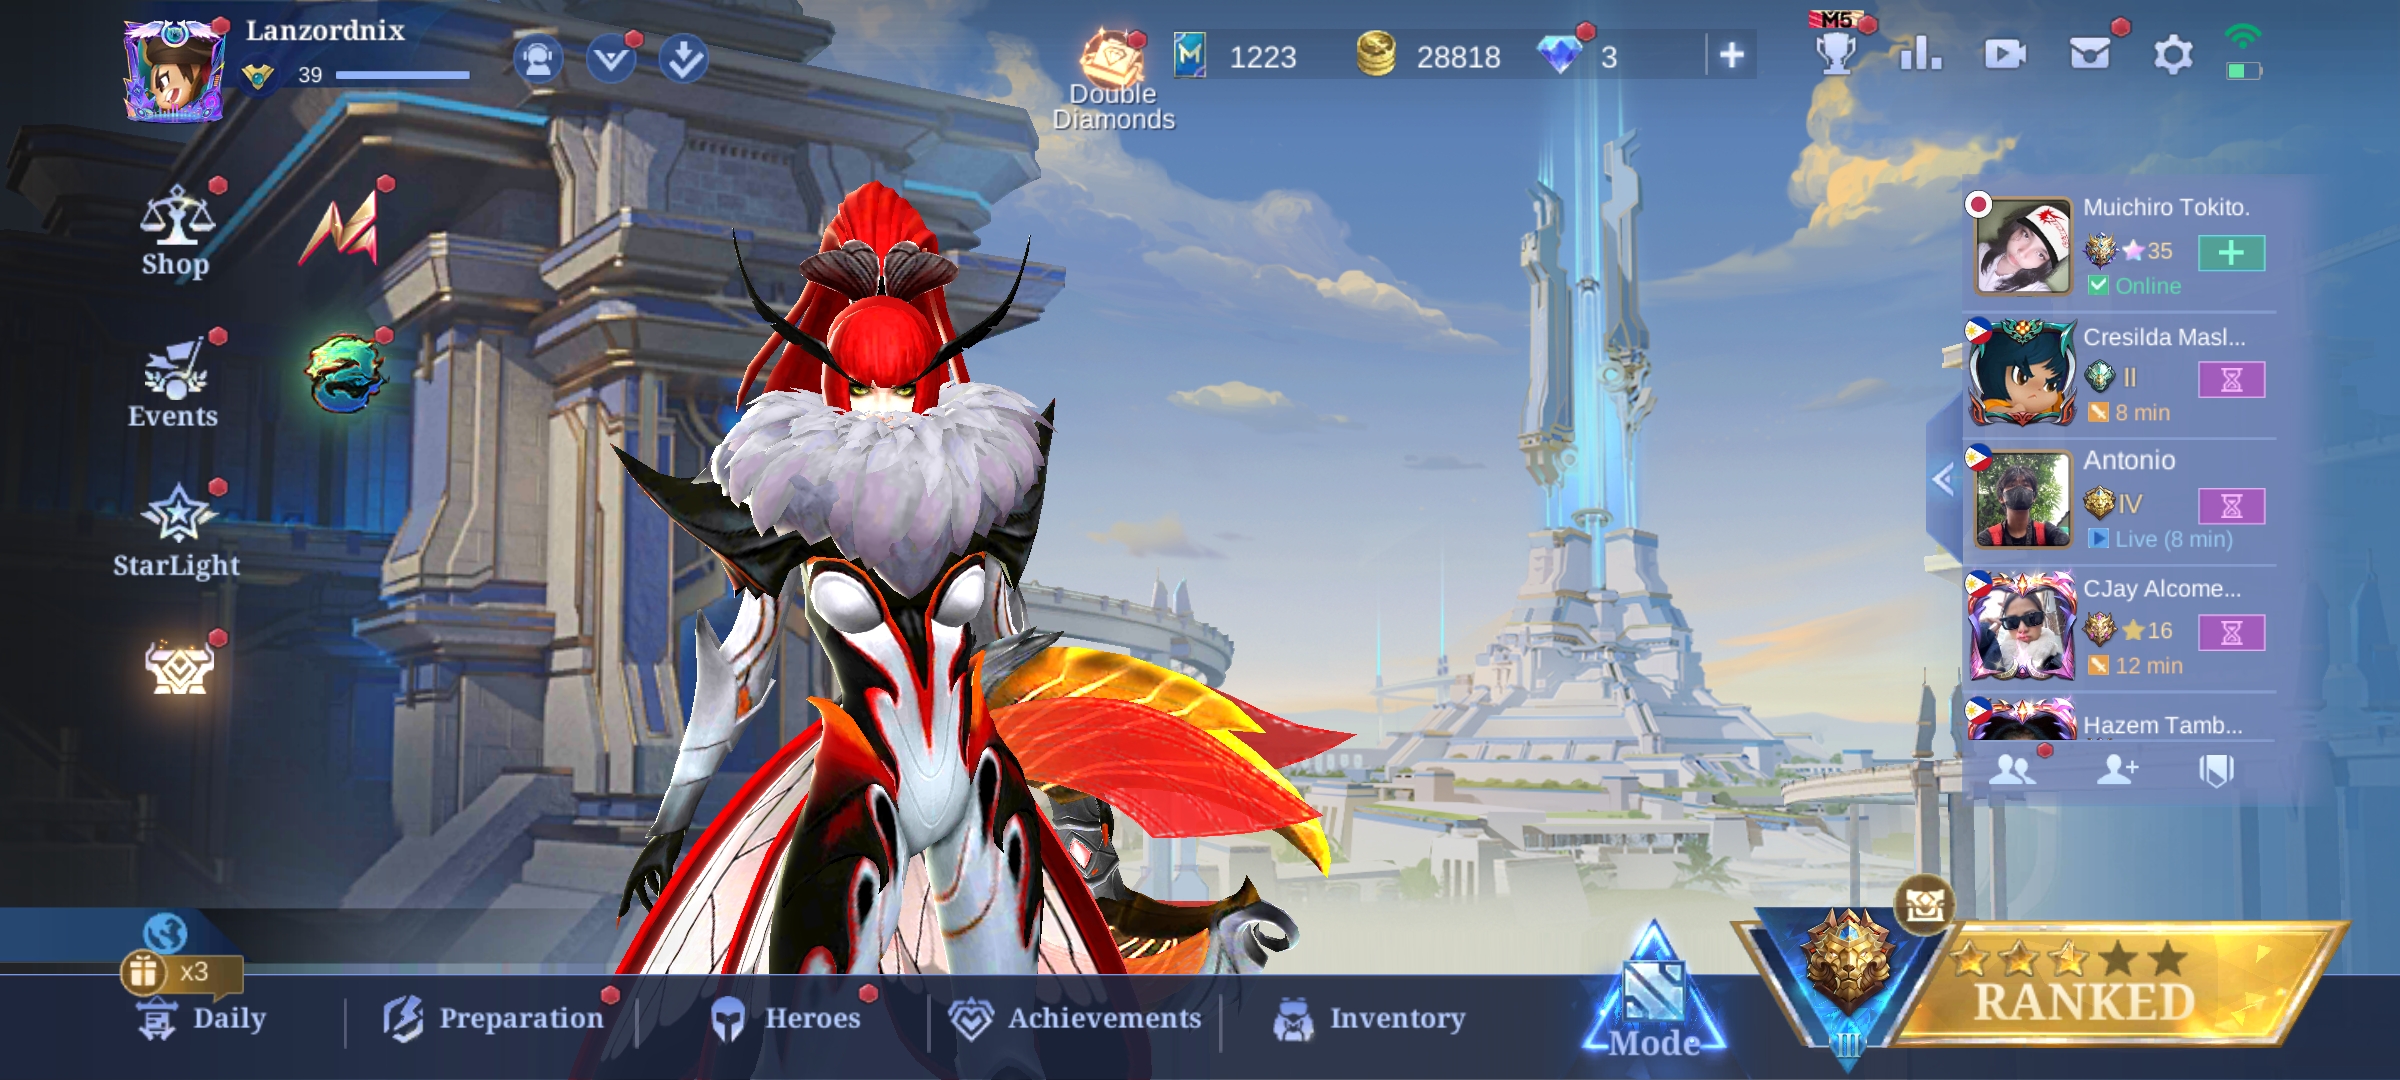 Lanzordnix
39
Double
Diamonds
1223
28818
3
M5
Shop
Events
StarLight
Muichiro Tokito.
35
Online
Cresilda Masl...
II
8 min
Antonio
IV
Live (8 min)
CJay Alcome...
16
12 min
Hazem Tamb...
x3
Daily
Preparation
Heroes
Achievements
Inventory
Mode
III
RANKED